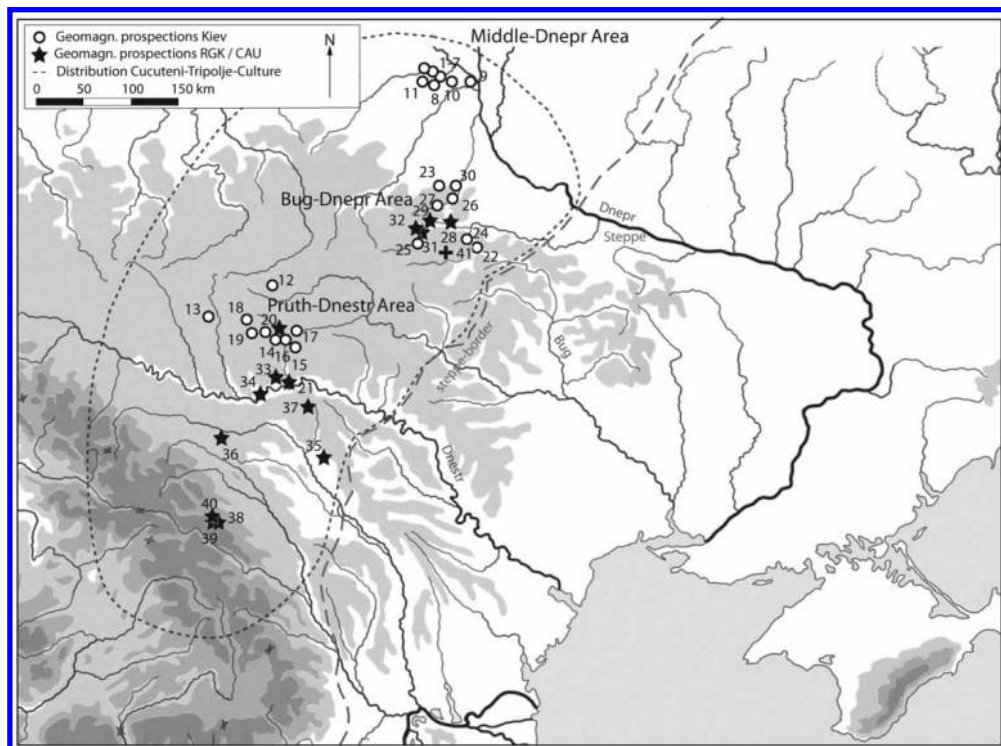 Geomagn. prospections Kiev
Geomagn. prospections RGK / CAU
Distribution Cucuteni-Tripolje-Culture
0 50 100 150 km
N
Middle-Dnepr Area
1-7
9
11
8
10
23
30
Bug-Dnepr Area
27
26
29
32
28
24
25
31
41
22
Dnepr
Steppe
12
Pruth-Dnestr Area
13
18
20
19
17
14
16
15
33
34
21
37
steppe-border
Bug
36
35
Dnestr
40
38
39